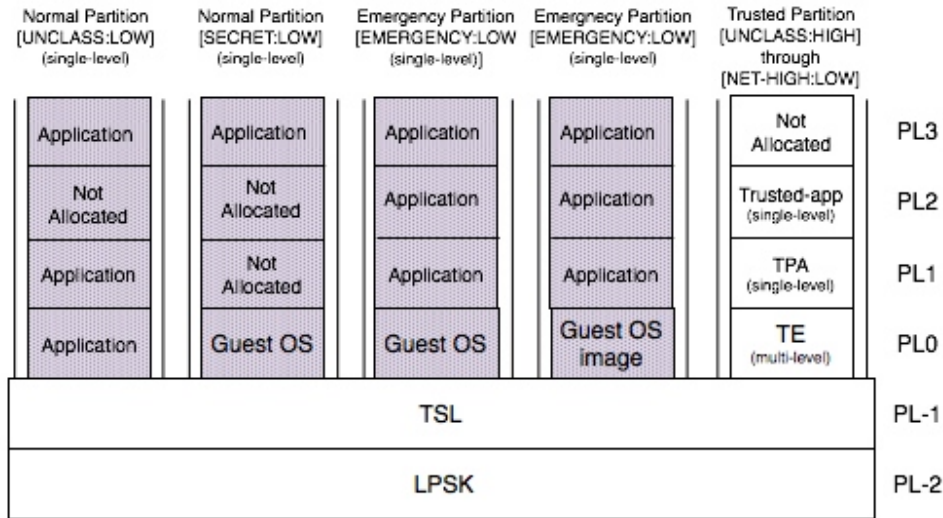 Normal Partition
[UNCLASS:LOW]
(single-level)
Normal Partition
[SECRET:LOW]
(single-level)
Emergency Partition
[EMERGENCY:LOW
(single-level)]
Emergnecy Partition
[EMERGENCY:LOW]
(single-level)
Trusted Partition
[UNCLASS:HIGH]
through
[NET-HIGH:LOW]
Application
Application
Application
Application
Not
Allocated
PL3
Not
Allocated
Not
Allocated
Application
Application
Trusted-app
(single-level)
PL2
Application
Not
Allocated
Application
Application
TPA
(single-level)
PL1
Application
Guest OS
Guest OS
Guest OS
image
TE
(multi-level)
PL0
TSL
PL-1
LPSK
PL-2